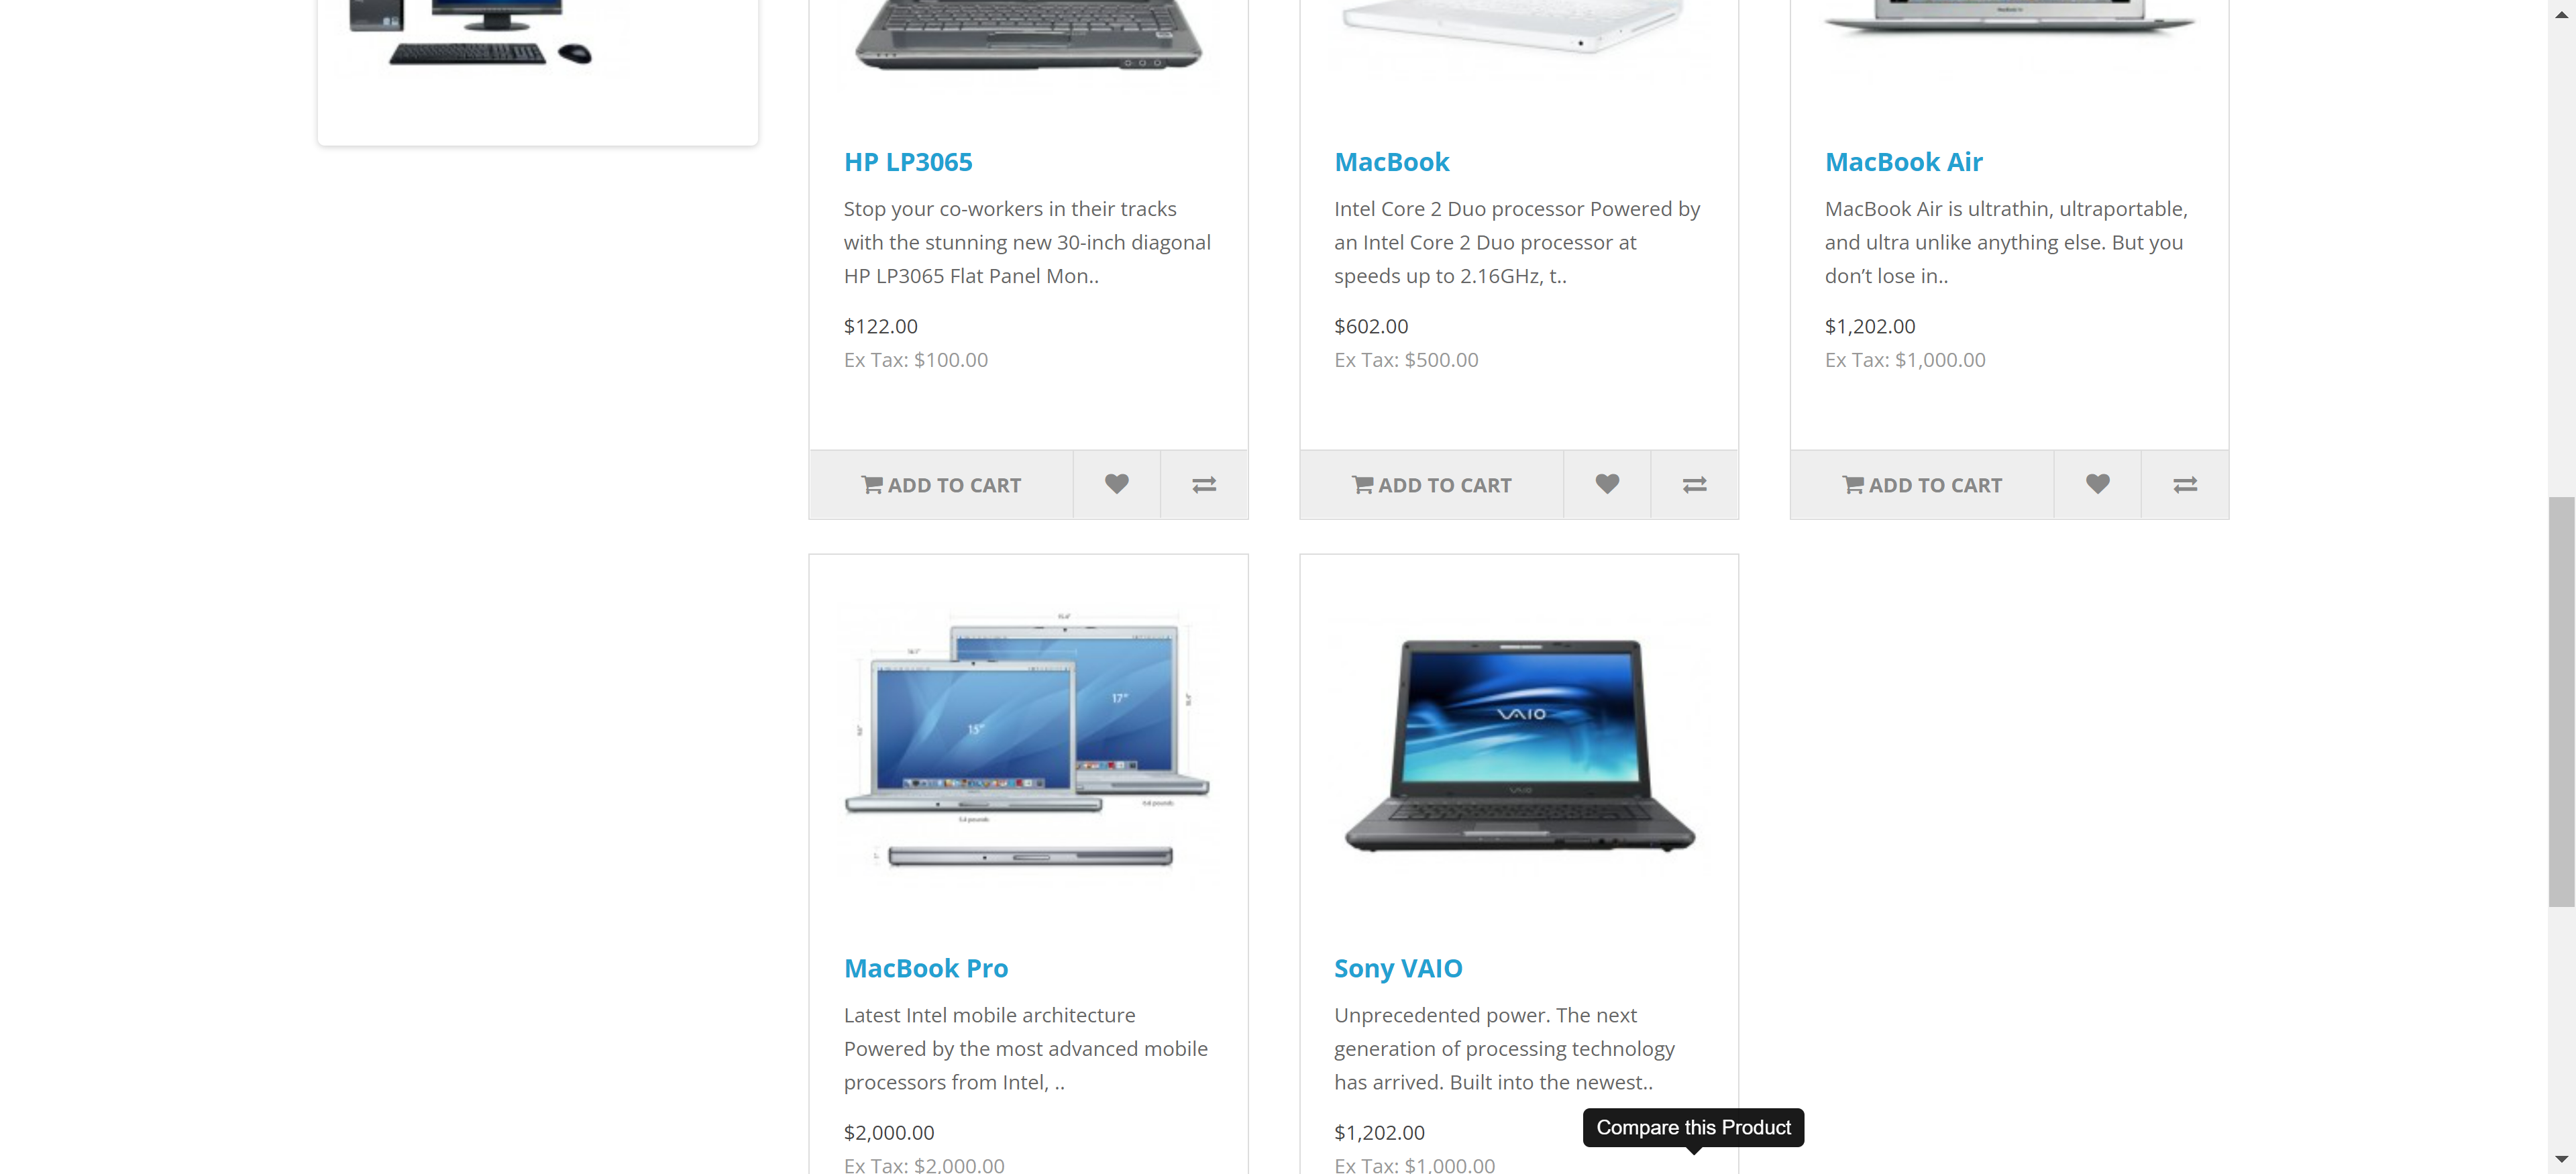 HP LP3065
Stop your co-workers in their tracks
with the stunning new 30-inch diagonal
HP LP3065 Flat Panel Mon..
$122.00
Ex Tax: $100.00
ADD TO CART
MacBook
Intel Core 2 Duo processor Powered by
an Intel Core 2 Duo processor at
speeds up to 2.16GHz, t..
$602.00
Ex Tax: $500.00
ADD TO CART
MacBook Air
MacBook Air is ultrathin, ultraportable,
and ultra unlike anything else. But you
don’t lose in..
$1,202.00
Ex Tax: $1,000.00
ADD TO CART
15"
17"
5.4 pounds
6.8 pounds
MacBook Pro
Latest Intel mobile architecture
Powered by the most advanced mobile
processors from Intel, ..
$2,000.00
Ex Tax: $2,000.00
VAIO
VAIO
Sony VAIO
Unprecedented power. The next
generation of processing technology
has arrived. Built into the newest..
$1,202.00
Ex Tax: $1,000.00
Compare this Product